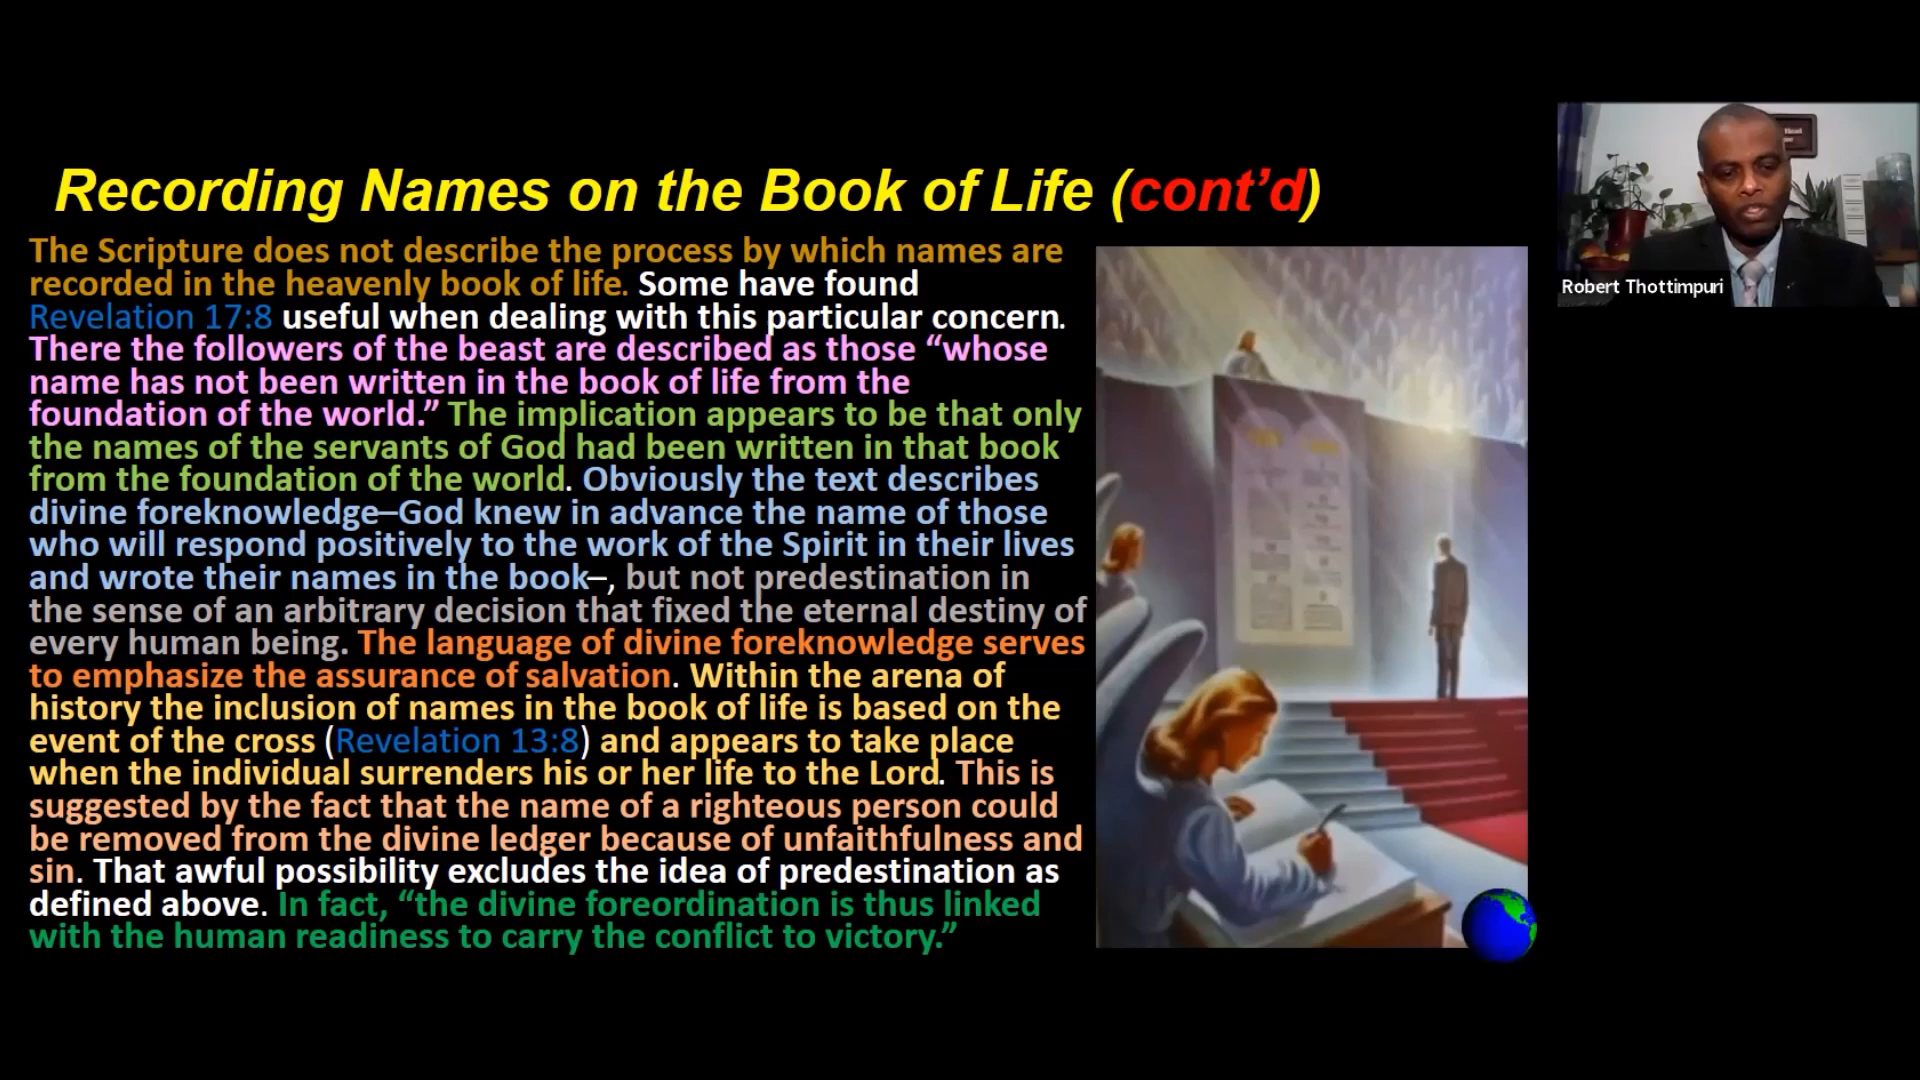 Recording Names on the Book of Life (cont’d)
The Scripture does not describe the process by which names are
recorded in the heavenly book of life. Some have found
Revelation 17:8 useful when dealing with this particular concern.
There the followers of the beast are described as those “whose
name has not been written in the book of life from the
foundation of the world.” The implication appears to be that only
the names of the servants of God had been written in that book
from the foundation of the world. Obviously the text describes
divine foreknowledge—God knew in advance the name of those
who will respond positively to the work of the Spirit in their lives
and wrote their names in the book—, but not predestination in
the sense of an arbitrary decision that fixed the eternal destiny of
every human being. The language of divine foreknowledge serves
to emphasize the assurance of salvation. Within the arena of
history the inclusion of names in the book of life is based on the
event of the cross (Revelation 13:8) and appears to take place
when the individual surrenders his or her life to the Lord. This is
suggested by the fact that the name of a righteous person could
be removed from the divine ledger because of unfaithfulness and
sin. That awful possibility excludes the idea of predestination as
defined above. In fact, “the divine foreordination is thus linked
with the human readiness to carry the conflict to victory.”
Robert Thottimpuri